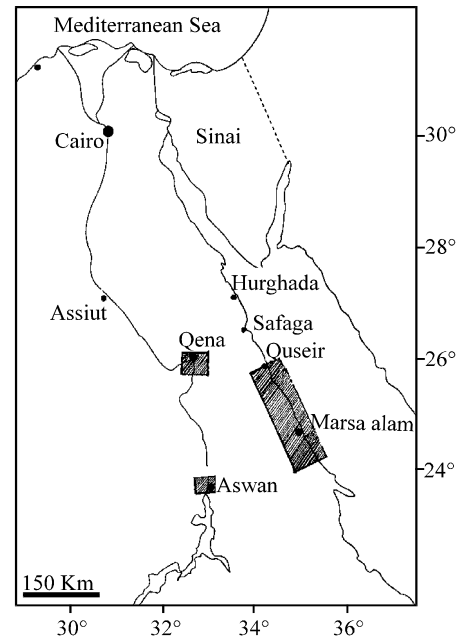 Mediterranean Sea
Cairo
Sinai
30°
28°
Hurghada
Assiut
Safaga
Qena
Quseir
26°
Marsa alam
24°
Aswan
150 Km
30°
32°
34°
36°